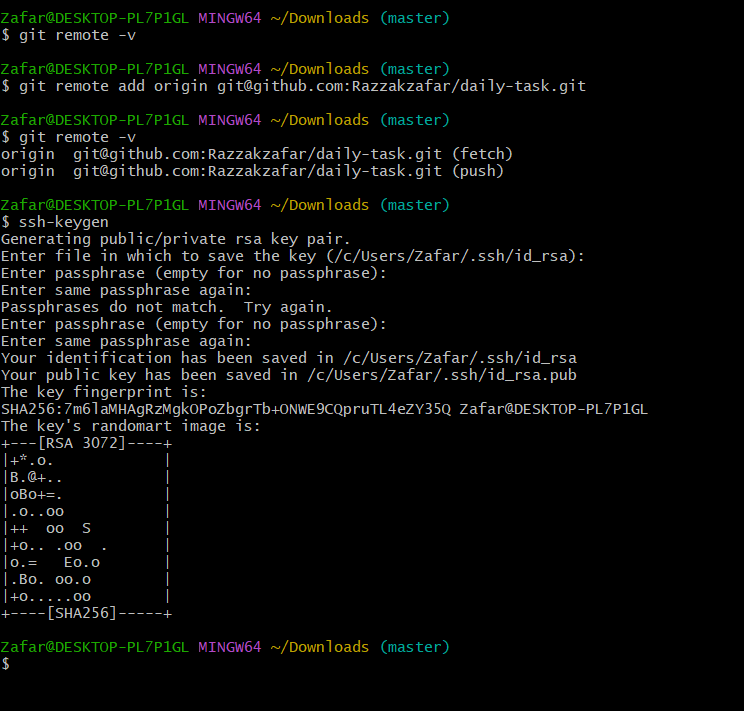 Zafar@DESKTOP-PL7P1GL MINGW64 ~/Downloads (master)
$ git remote -v

Zafar@DESKTOP-PL7P1GL MINGW64 ~/Downloads (master)
$ git remote add origin git@github.com:Razzakzafar/daily-task.git

Zafar@DESKTOP-PL7P1GL MINGW64 ~/Downloads (master)
$ git remote -v
origin  git@github.com:Razzakzafar/daily-task.git (fetch)
origin  git@github.com:Razzakzafar/daily-task.git (push)

Zafar@DESKTOP-PL7P1GL MINGW64 ~/Downloads (master)
$ ssh-keygen
Generating public/private rsa key pair.
Enter file in which to save the key (/c/Users/Zafar/.ssh/id_rsa):
Enter passphrase (empty for no passphrase):
Enter same passphrase again:
Passphrases do not match.  Try again.
Enter passphrase (empty for no passphrase):
Enter same passphrase again:
Your identification has been saved in /c/Users/Zafar/.ssh/id_rsa
Your public key has been saved in /c/Users/Zafar/.ssh/id_rsa.pub
The key fingerprint is:
SHA256:7m6laMHAgRzMgkOPoZbgrTb+ONWE9CQpruTL4eZY35Q Zafar@DESKTOP-PL7P1GL
The key's randomart image is:
+---[RSA 3072]----+
|+*.o.            |
|B.@+..           |
|oBo+=.           |
|.o..oo           |
|++  oo  S        |
|+o.. .oo  .      |
|o.=   Eo.o       |
|.Bo. oo.o        |
|+o.....oo        |
+----[SHA256]-----+

Zafar@DESKTOP-PL7P1GL MINGW64 ~/Downloads (master)
$